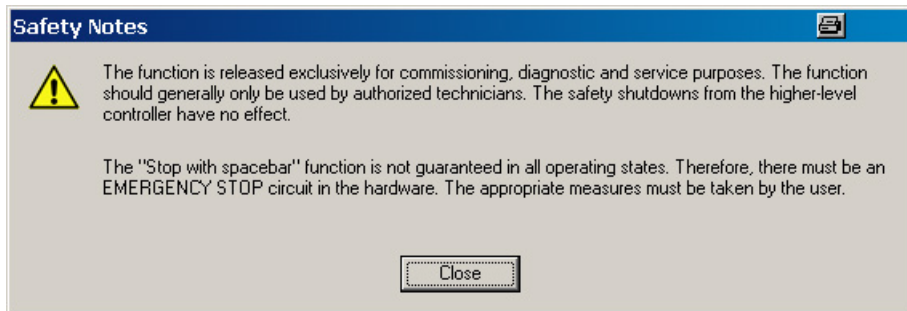 Safety Notes
The function is released exclusively for commissioning, diagnostic and service purposes. The function
should generally only be used by authorized technicians. The safety shutdowns from the higher-level
controller have no effect.
The "Stop with spacebar" function is not guaranteed in all operating states. Therefore, there must be an
EMERGENCY STOP circuit in the hardware. The appropriate measures must be taken by the user.
Close